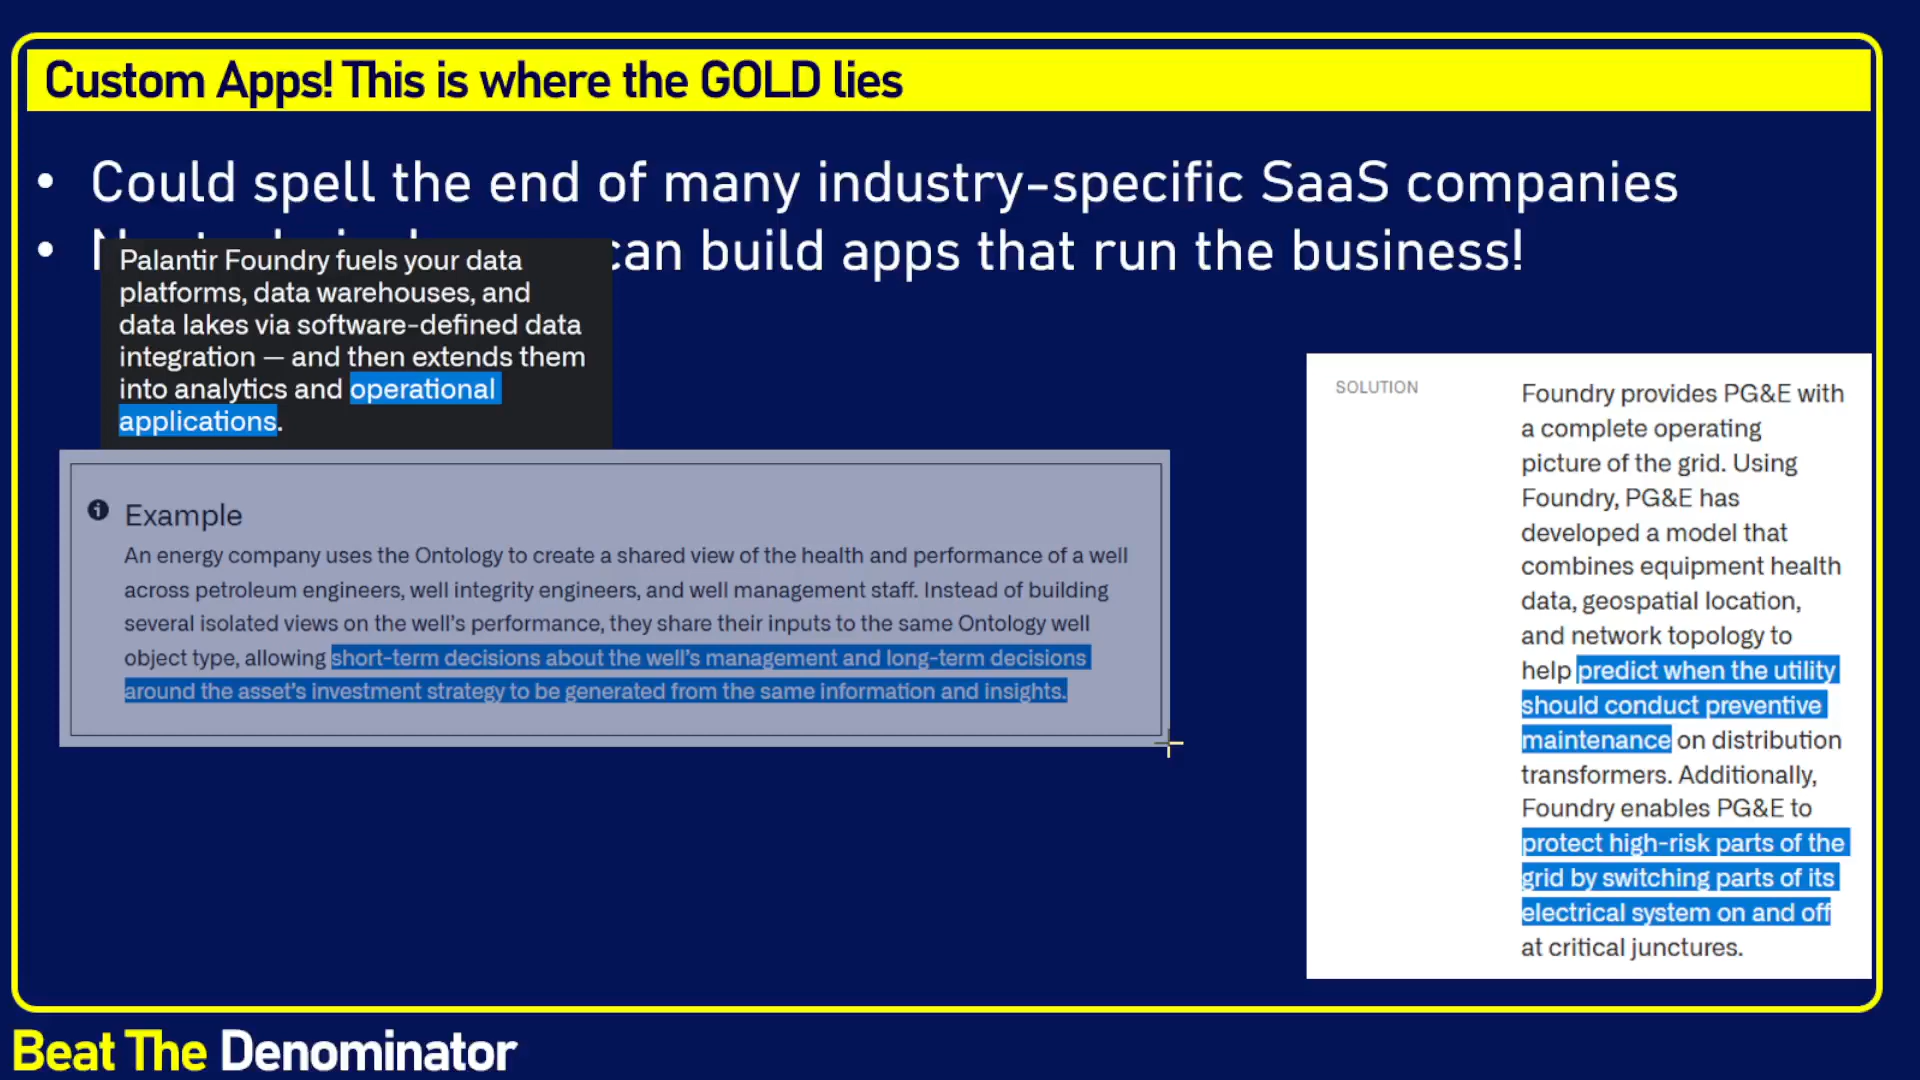 Custom Apps! This is where the GOLD lies
• Could spell the end of many industry-specific SaaS companies
• can build apps that run the business!
Palantir Foundry fuels your data
platforms, data warehouses, and
data lakes via software-defined data
integration — and then extends them
into analytics and operational
applications.
Example
An energy company uses the Ontology to create a shared view of the health and performance of a well
across petroleum engineers, well integrity engineers, and well management staff. Instead of building
several isolated views on the well's performance, they share their inputs to the same Ontology well
object type, allowing short-term decisions about the well's management and long-term decisions
around the asset's investment strategy to be generated from the same information and insights.
SOLUTION
Foundry provides PG&E with
a complete operating
picture of the grid. Using
Foundry, PG&E has
developed a model that
combines equipment health
data, geospatial location,
and network topology to
help predict when the utility
should conduct preventive
maintenance on distribution
transformers. Additionally,
Foundry enables PG&E to
protect high-risk parts of the
grid by switching parts of its
electrical system on and off
at critical junctures.
Beat The Denominator